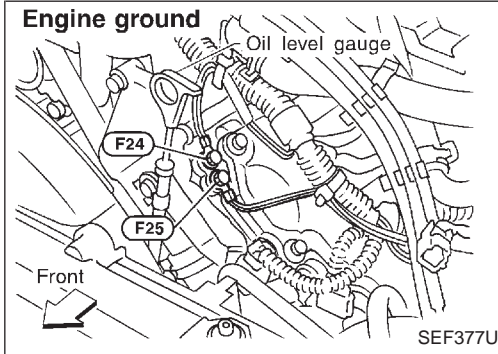 Engine ground
Oil level gauge
F24
F25
Front
SEF377U